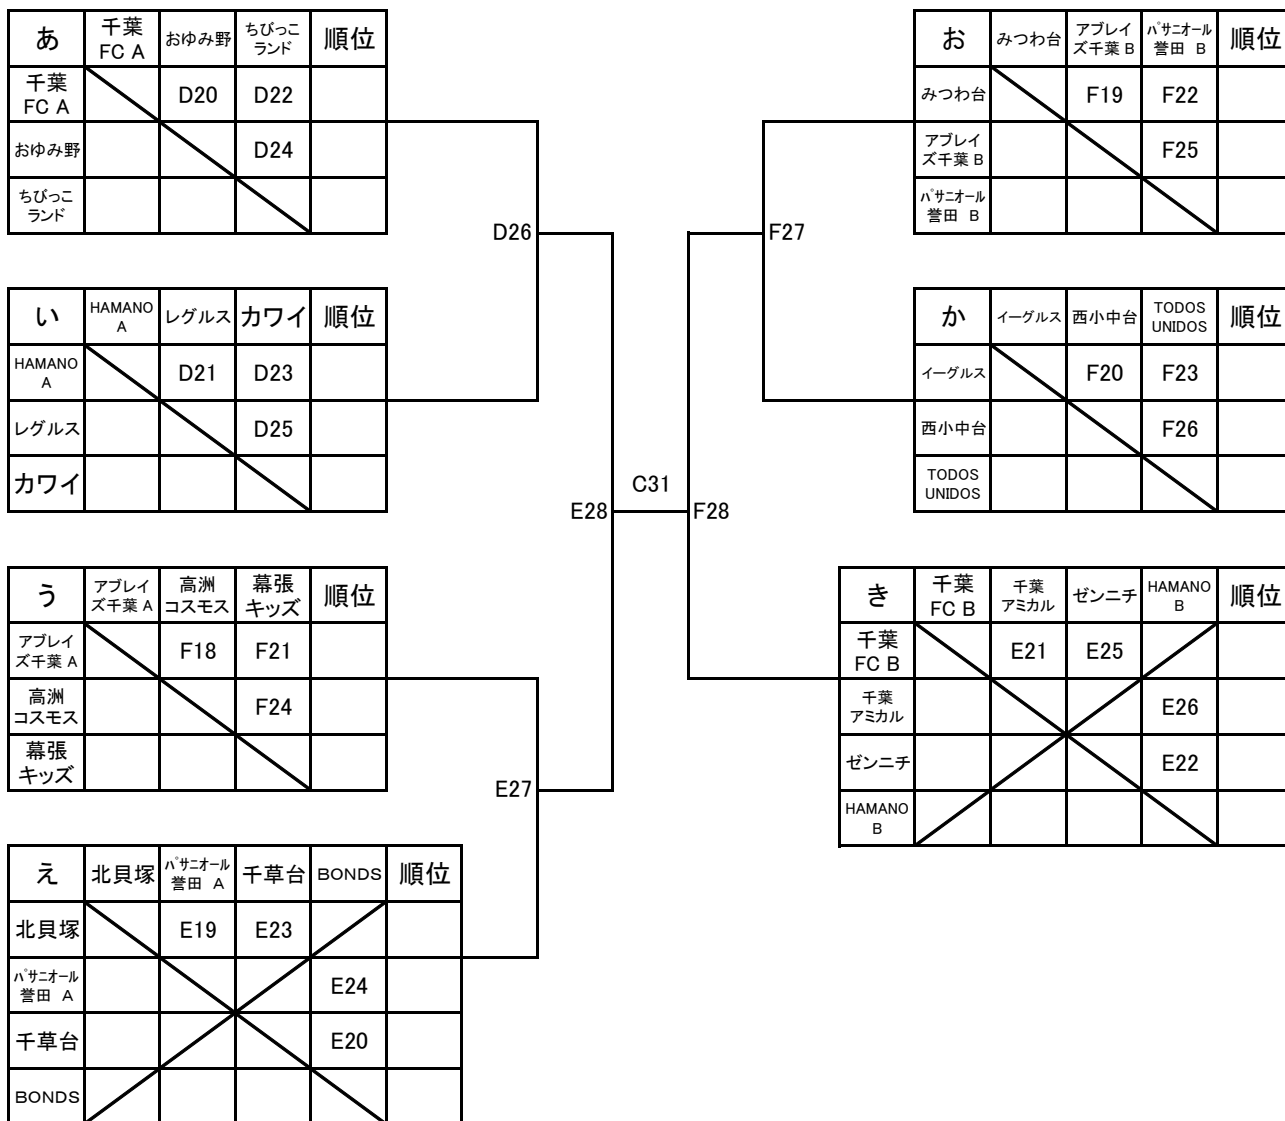 あ 千葉 FC A おゆみ野 ちびっこ ランド 順位
千葉 FC A D20 D22
おゆみ野 D24
ちびっこ ランド
い HAMANO A レグルス カワイ 順位
HAMANO A D21 D23
レグルス D25
カワイ
う アブレイ ズ千葉 A 高洲 コスモス 幕張 キッズ 順位
アブレイ ズ千葉 A F18 F21
高洲 コスモス F24
幕張 キッズ
え 北貝塚 パサニオール 誉田 A 千草台 BONDS 順位
北貝塚 E19 E23
パサニオール 誉田 A E24
千草台 E20
BONDS
D26
E27
E28
C31
F28
F27
お みつわ台 アブレイ ズ千葉 B パサニオール 誉田 B 順位
みつわ台 F19 F22
アブレイ ズ千葉 B F25
パサニオール 誉田 B
か イーグルス 西小中台 TODOS UNIDOS 順位
イーグルス F20 F23
西小中台 F26
TODOS UNIDOS
き 千葉 FC B 千葉 アミカル ゼンニチ HAMANO B 順位
千葉 FC B E21 E25
千葉 アミカル E26
ゼンニチ E22
HAMANO B